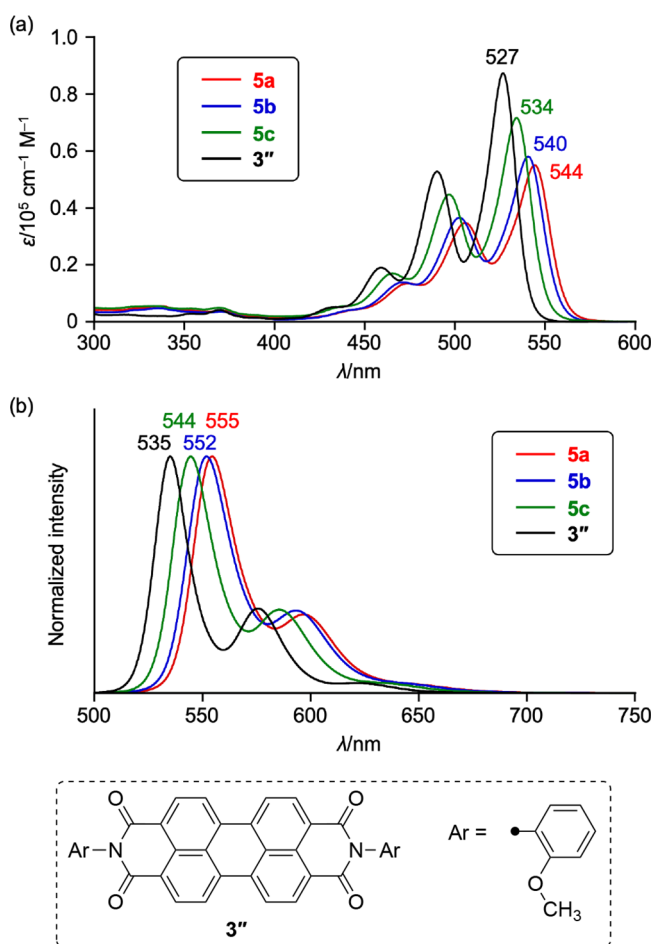 (a)
1.0
0.8
0.6
0.4
0.2
0
ε/10⁵ cm⁻¹ M⁻¹
5a
5b
5c
3″
527
534
540
544
300
350
400
450
500
550
600
λ/nm
(b)
544 555
535 552
5a
5b
5c
3″
Normalized intensity
500
550
600
650
700
750
λ/nm
O
O
Ar
N
N
Ar
O
O
3″
Ar =
O
CH₃